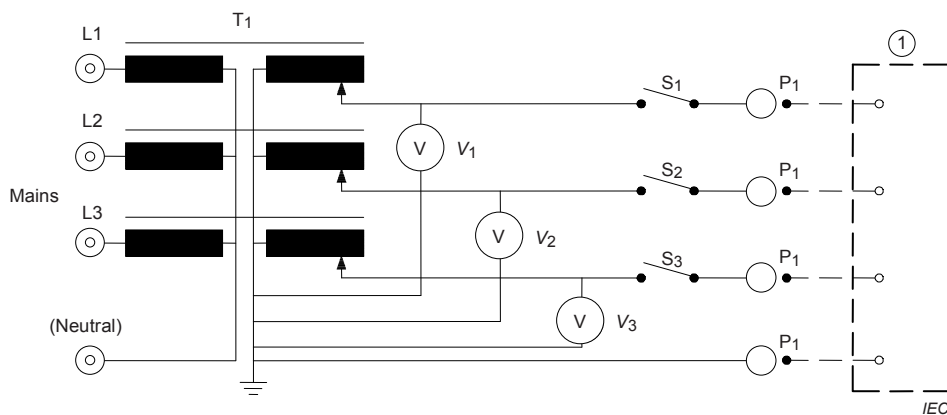 T1
L1
1
S1
P1
V
V1
L2
S2
P1
Mains
V
V2
L3
S3
P1
V
V3
(Neutral)
P1
IEC